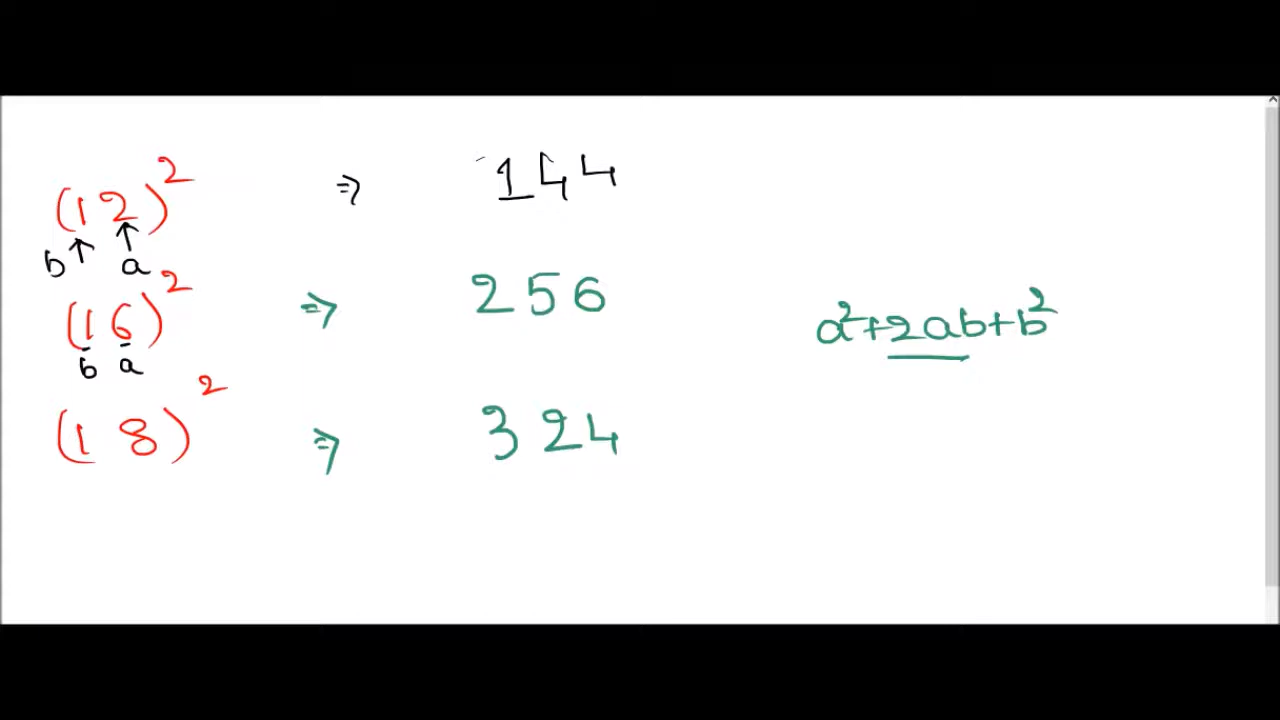 (12)² ⇒ 144
b a
(16)² ⇒ 256
a²+2ab+b²
b a
(18)² ⇒ 324